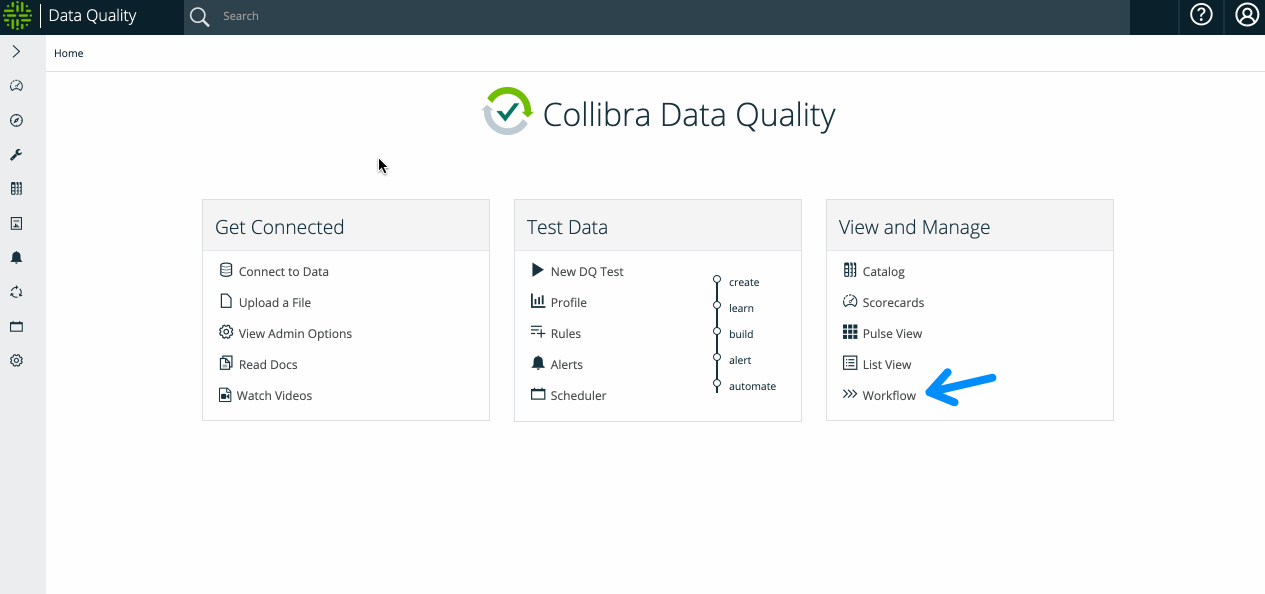 Data Quality
Search
Home
Collibra Data Quality
Get Connected
Connect to Data
Upload a File
View Admin Options
Read Docs
Watch Videos
Test Data
New DQ Test
Profile
Rules
Alerts
Scheduler
create
learn
build
alert
automate
View and Manage
Catalog
Scorecards
Pulse View
List View
Workflow